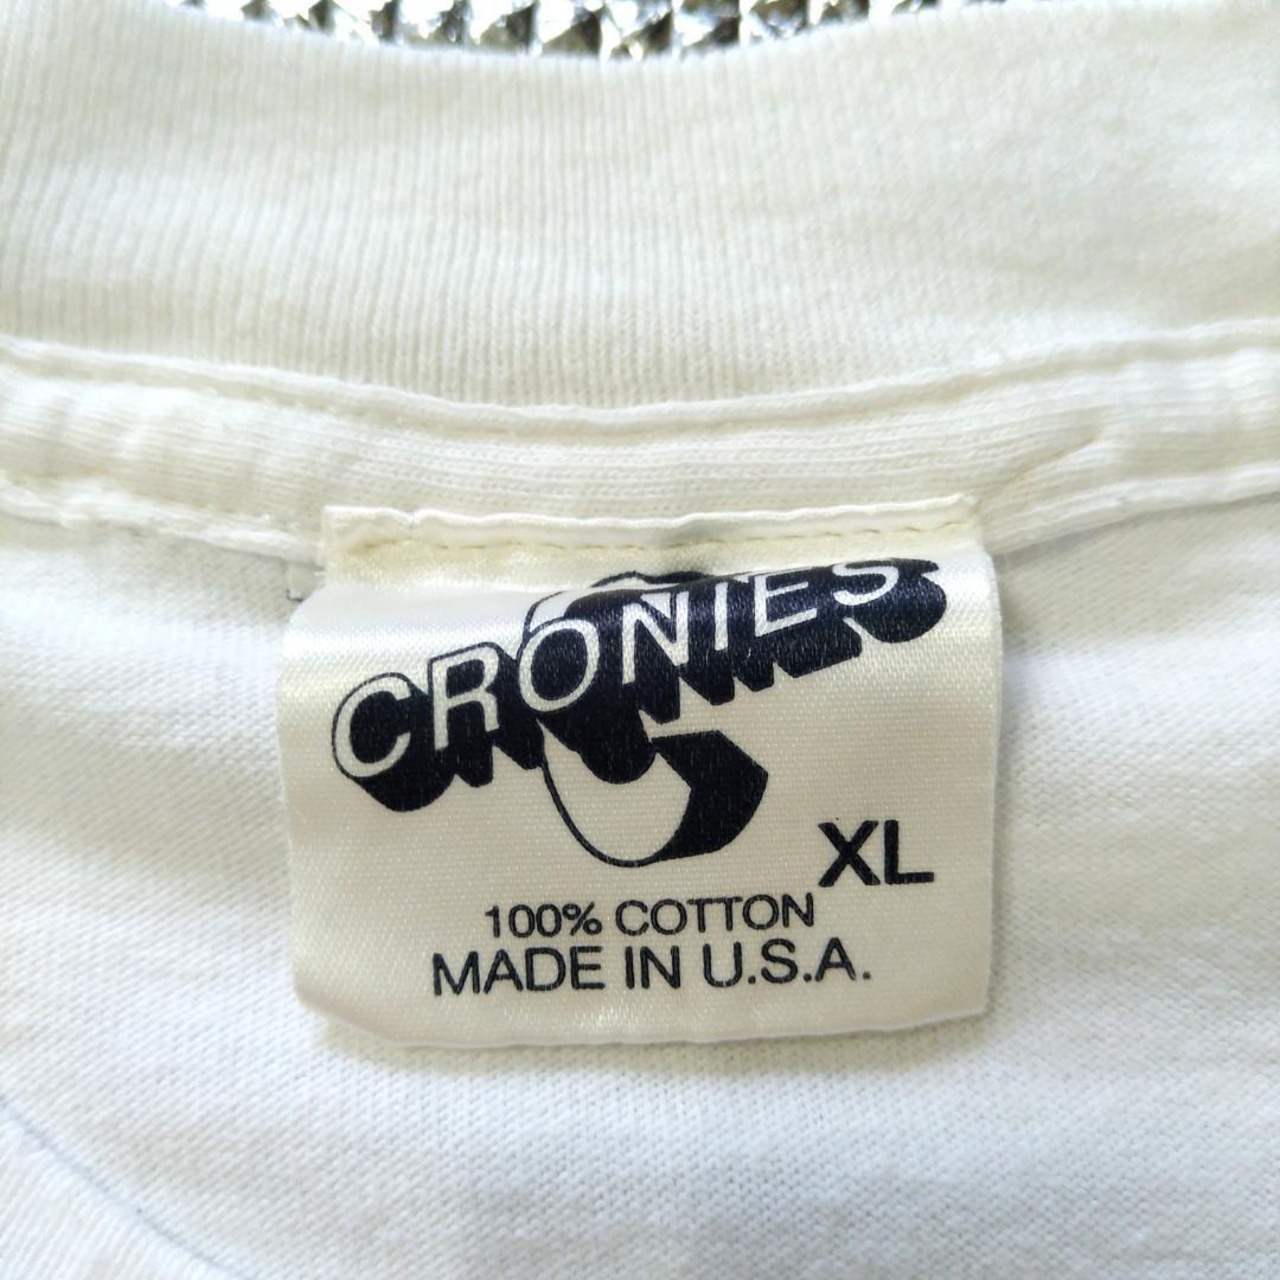 CRONIES
XL
100% COTTON
MADE IN U.S.A.